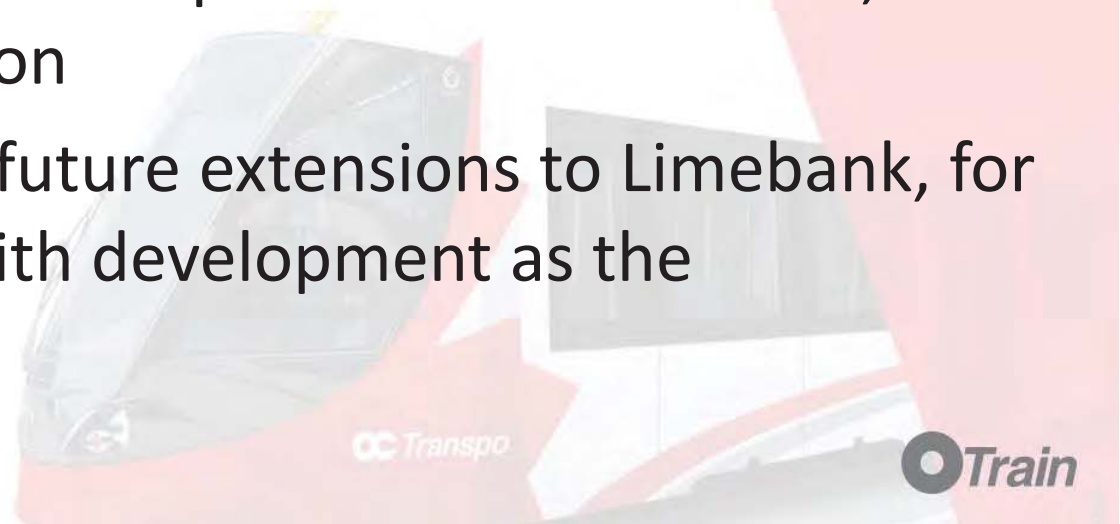 on
future extensions to Limebank, for
ith development as the
OC Transpo
OTrain